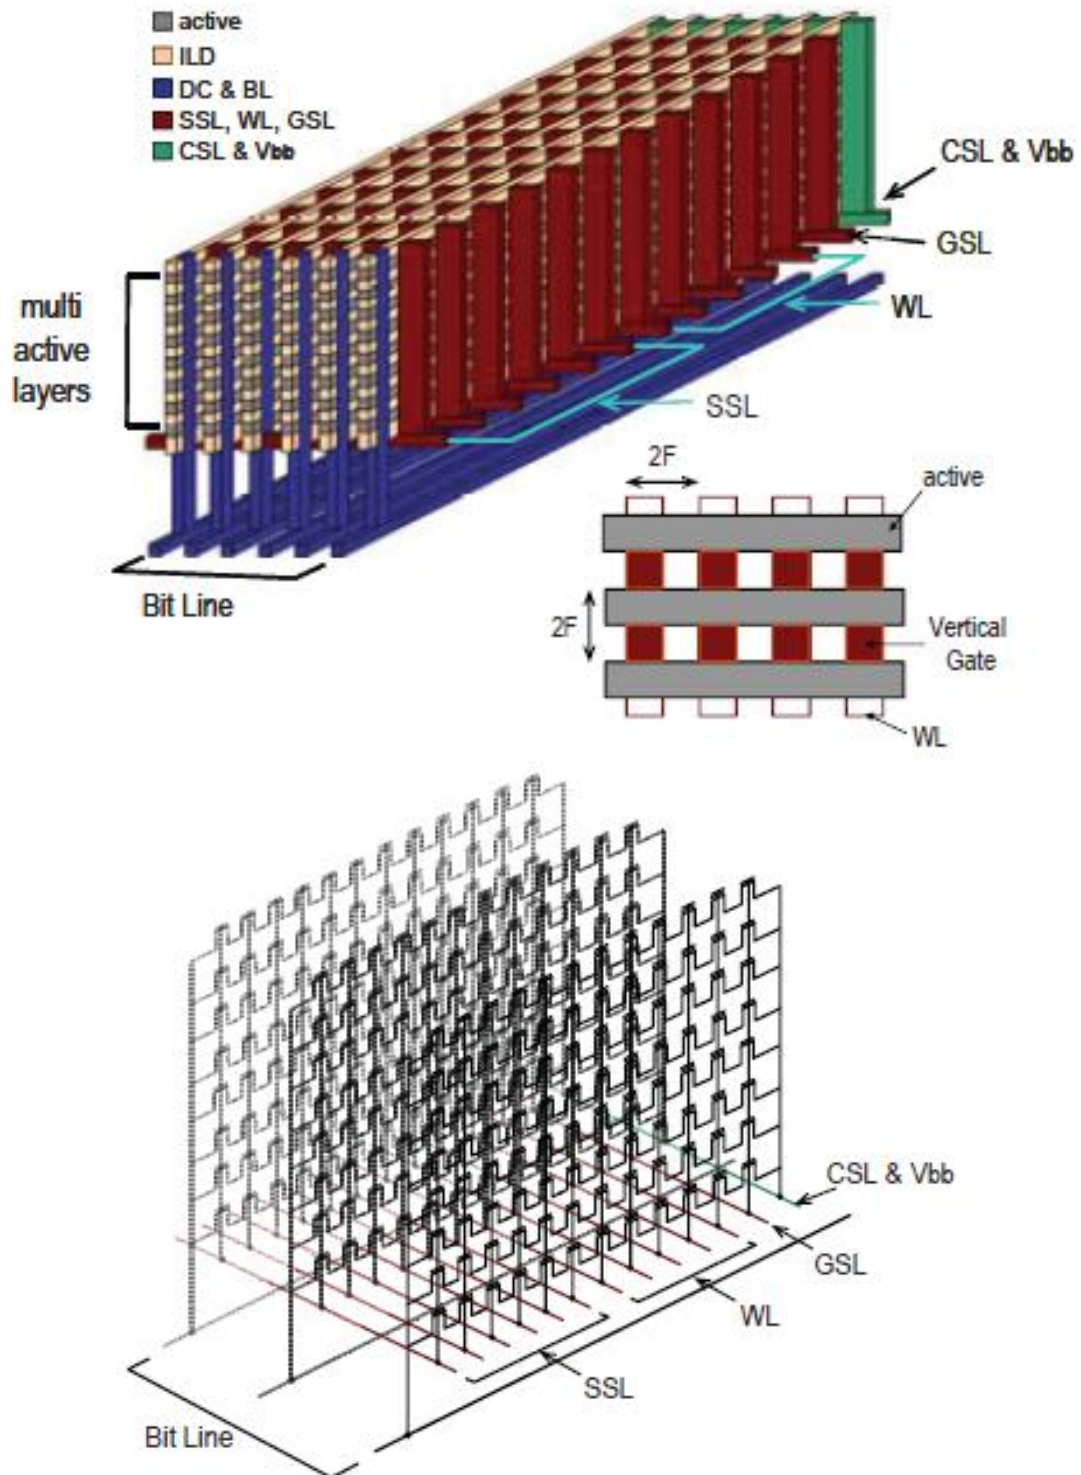 active
ILD
DC & BL
SSL, WL, GSL
CSL & Vbb
CSL & Vbb
GSL
WL
SSL
multi
active
layers
Bit Line
2F
active
2F
Vertical
Gate
WL
CSL & Vbb
GSL
WL
SSL
Bit Line